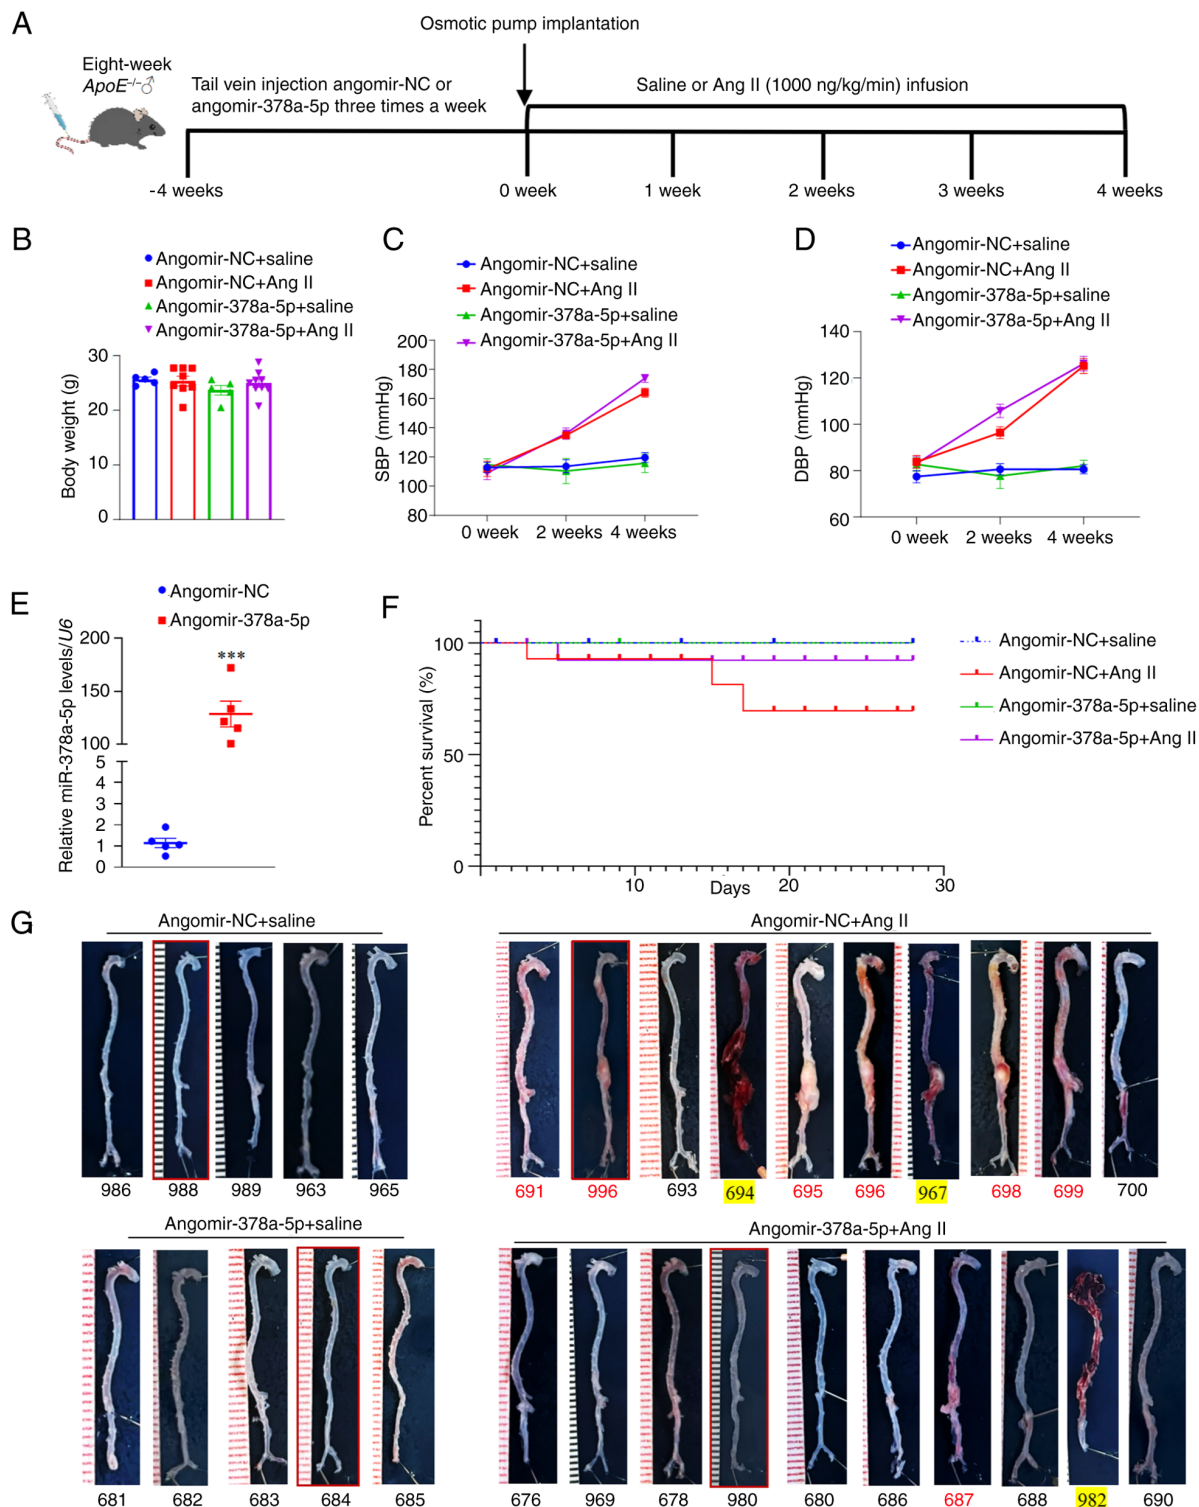 A
Osmotic pump implantation
Eight-week
ApoE-/-♂
Tail vein injection angomir-NC or
angomir-378a-5p three times a week
Saline or Ang II (1000 ng/kg/min) infusion
-4 weeks
0 week
1 week
2 weeks
3 weeks
4 weeks
B
Angomir-NC+saline
Angomir-NC+Ang II
Angomir-378a-5p+saline
Angomir-378a-5p+Ang II
Body weight (g)
30
20
10
0
C
Angomir-NC+saline
Angomir-NC+Ang II
Angomir-378a-5p+saline
Angomir-378a-5p+Ang II
SBP (mmHg)
200
180
160
140
120
100
80
0 week 2 weeks 4 weeks
D
Angomir-NC+saline
Angomir-NC+Ang II
Angomir-378a-5p+saline
Angomir-378a-5p+Ang II
DBP (mmHg)
140
120
100
80
60
0 week 2 weeks 4 weeks
E
Angomir-NC
Angomir-378a-5p
Relative miR-378a-5p levels/U6
200
150
100
5
4
3
2
1
0
***
F
Percent survival (%)
100
50
0
10
20
30
Days
Angomir-NC+saline
Angomir-NC+Ang II
Angomir-378a-5p+saline
Angomir-378a-5p+Ang II
G
Angomir-NC+saline
986 988 989 963 965
Angomir-NC+Ang II
691 996 693 694 695 696 967 698 699 700
Angomir-378a-5p+saline
681 682 683 684 685
Angomir-378a-5p+Ang II
676 969 678 980 680 686 687 688 982 690